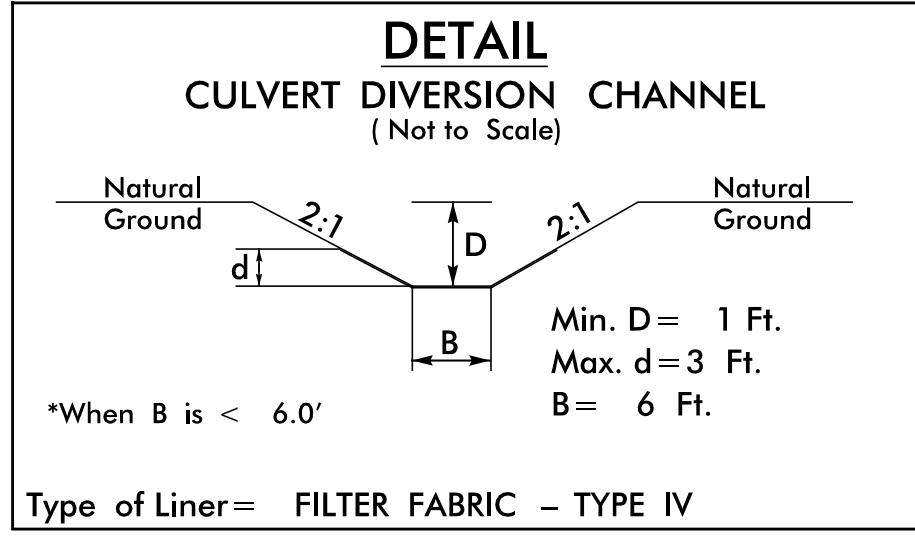 DETAIL
CULVERT DIVERSION CHANNEL
( Not to Scale)
Natural
Ground
2:1
D
2:1
Natural
Ground
d
B
Min. D = 1 Ft.
Max. d = 3 Ft.
B = 6 Ft.
*When B is < 6.0'
Type of Liner = FILTER FABRIC – TYPE IV